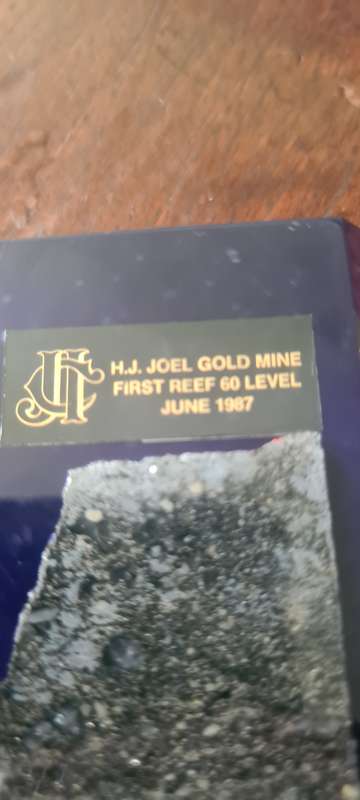 H.J. JOEL GOLD MINE
FIRST REEF 60 LEVEL
JUNE 1987